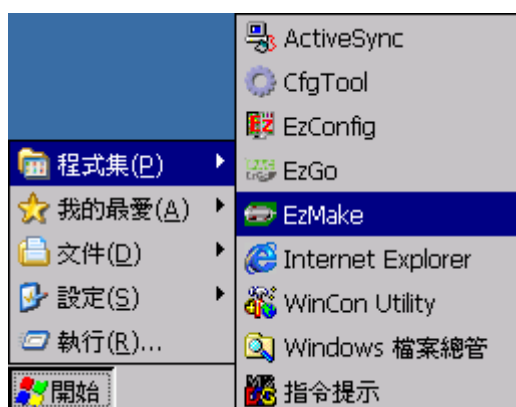 程式集(P)
我的最愛(A)
文件(D)
設定(S)
執行(R)...
開始
ActiveSync
CfgTool
EzConfig
EzGo
EzMake
Internet Explorer
WinCon Utility
Windows 檔案總管
指令提示